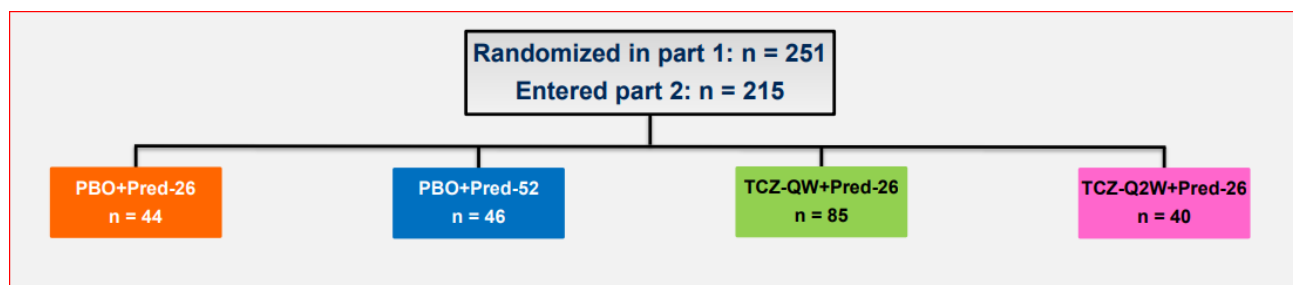 Randomized in part 1: n = 251
Entered part 2: n = 215
PBO+Pred-26
n = 44
PBO+Pred-52
n = 46
TCZ-QW+Pred-26
n = 85
TCZ-Q2W+Pred-26
n = 40